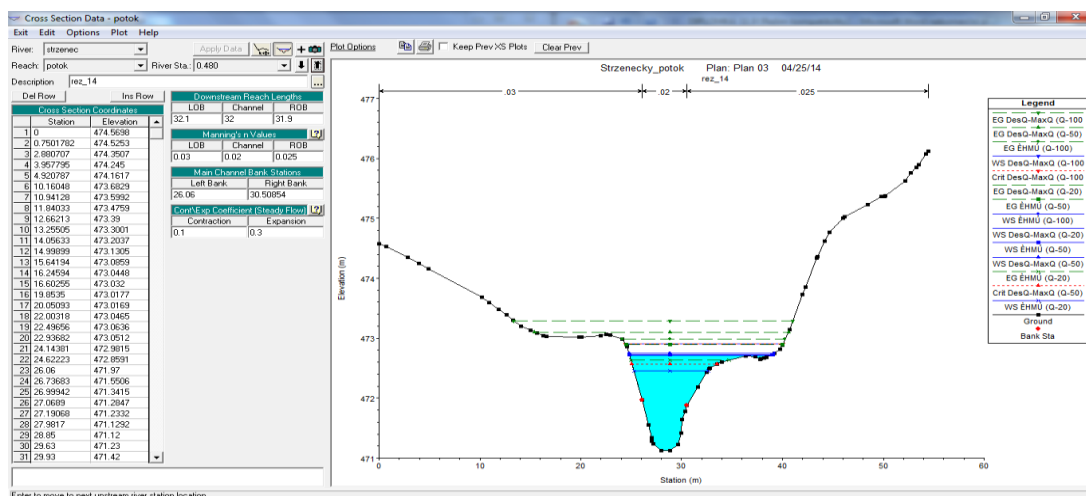 Cross Section Data - potok
Exit Edit Options Plot Help
River: strzenec Apply Data Plot Options Keep Prev XS Plots Clear Prev
Reach: potok River Sta.: 0.480
Description rez_14 ...
Del Row Ins Row
Cross Section Coordinates
Station Elevation
1 0 474.5698
2 0.7501782 474.5253
3 2.880707 474.3507
4 3.957795 474.245
5 4.920787 474.1617
6 10.16048 473.6829
7 10.94128 473.5992
8 11.84033 473.4759
9 12.66213 473.39
10 13.25505 473.3001
11 14.05633 473.2037
12 14.99899 473.1305
13 15.64194 473.0859
14 16.24594 473.0448
15 16.60255 473.032
16 19.8535 473.0177
17 20.05093 473.0169
18 22.00318 473.0465
19 22.49656 473.0636
20 22.93682 473.0512
21 24.14381 472.9815
22 24.62223 472.8591
23 26.06 471.97
24 26.73683 471.5506
25 26.99942 471.3415
26 27.0689 471.2847
27 27.19068 471.2332
28 27.9817 471.1292
29 28.85 471.12
30 29.63 471.23
31 29.93 471.42
Downstream Reach Lengths
LOB Channel ROB
32.1 32 31.9
Manning's n Values
LOB Channel ROB
0.03 0.02 0.025
Main Channel Bank Stations
Left Bank Right Bank
26.06 30.50854
Cont\Exp Coefficient (Steady Flow)
Contraction Expansion
0.1 0.3
Strzenecky_potok Plan: Plan 03 04/25/14
rez_14
.03 .02 .025
477
476
475
474
473
472
471
Elevation (m)
0 10 20 30 40 50 60
Station (m)
Legend
EG DesQ-MaxQ (Q-100
EG DesQ-MaxQ (Q-50)
EG ÈHMÚ (Q-100)
WS DesQ-MaxQ (Q-100
Crit DesQ-MaxQ (Q-100
EG DesQ-MaxQ (Q-20)
EG ÈHMÚ (Q-50)
WS ÈHMÚ (Q-100)
WS DesQ-MaxQ (Q-20)
WS ÈHMÚ (Q-50)
WS DesQ-MaxQ (Q-50)
EG ÈHMÚ (Q-20)
Crit DesQ-MaxQ (Q-50)
WS ÈHMÚ (Q-20)
Ground
Bank Sta
Enter to move to next upstream river station location